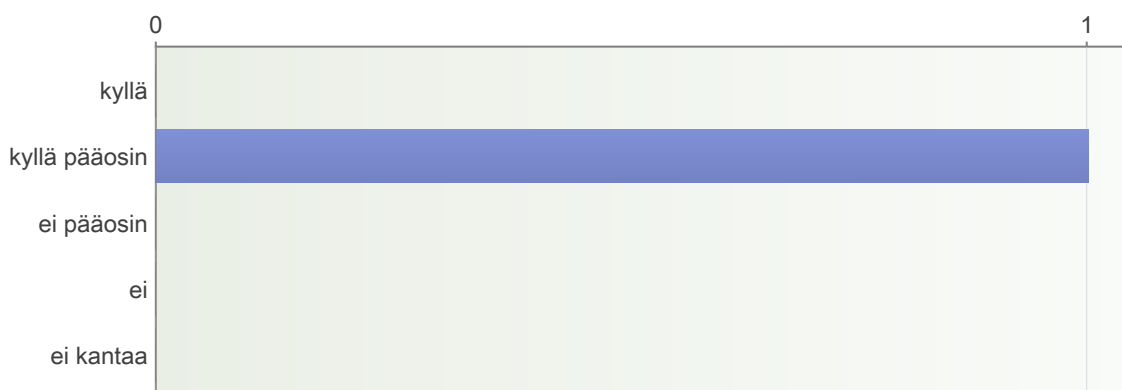 0 1
kyllä
kyllä pääosin
ei pääosin
ei
ei kantaa